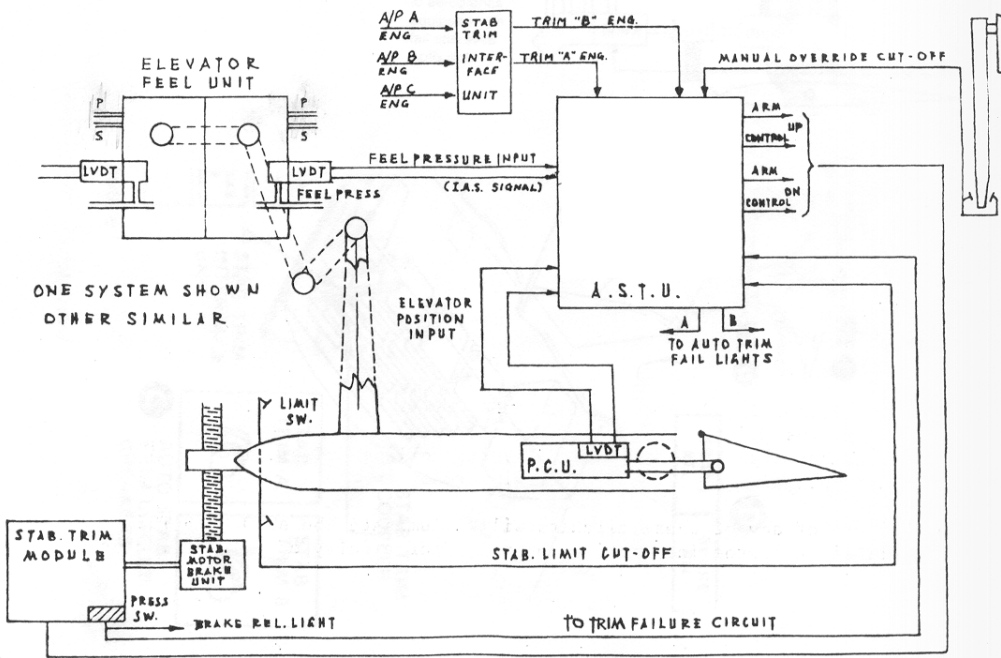 A/P A
ENG
A/P B
ENG
A/P C
ENG
STAB
TRIM
INTER-
FACE
UNIT
TRIM "B" ENG.
TRIM "A" ENG.
MANUAL OVERRIDE CUT-OFF
ELEVATOR
FEEL UNIT
P
S
P
S
LVDT
LVDT
FEEL PRESS
FEEL PRESSURE INPUT
(I.A.S. SIGNAL)
ARM
UP
CONTROL
ARM
DN
CONTROL
A.S.T.U.
ONE SYSTEM SHOWN
OTHER SIMILAR
ELEVATOR
POSITION
INPUT
A
B
TO AUTO TRIM
FAIL LIGHTS
LIMIT
SW.
LVDT
P.C.U.
STAB. TRIM
MODULE
STAB.
MOTOR
BRAKE
UNIT
STAB. LIMIT CUT-OFF
PRESS
SW.
BRAKE REL. LIGHT
TO TRIM FAILURE CIRCUIT